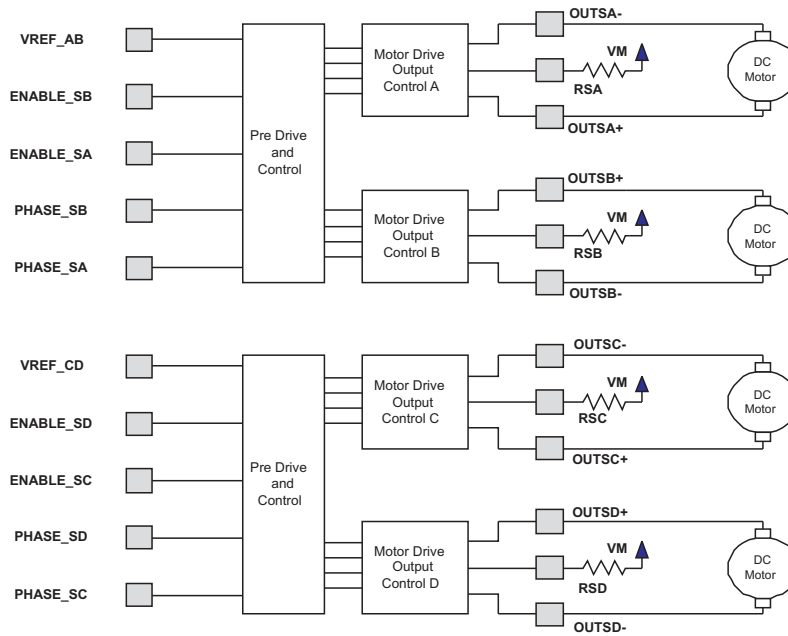 VREF_AB
ENABLE_SB
ENABLE_SA
PHASE_SB
PHASE_SA
Pre Drive
and
Control
Motor Drive
Output
Control A
OUTSA-
VM
RSA
OUTSA+
DC
Motor
Motor Drive
Output
Control B
OUTSB+
VM
RSB
OUTSB-
DC
Motor
VREF_CD
ENABLE_SD
ENABLE_SC
PHASE_SD
PHASE_SC
Pre Drive
and
Control
Motor Drive
Output
Control C
OUTSC-
VM
RSC
OUTSC+
DC
Motor
Motor Drive
Output
Control D
OUTSD+
VM
RSD
OUTSD-
DC
Motor